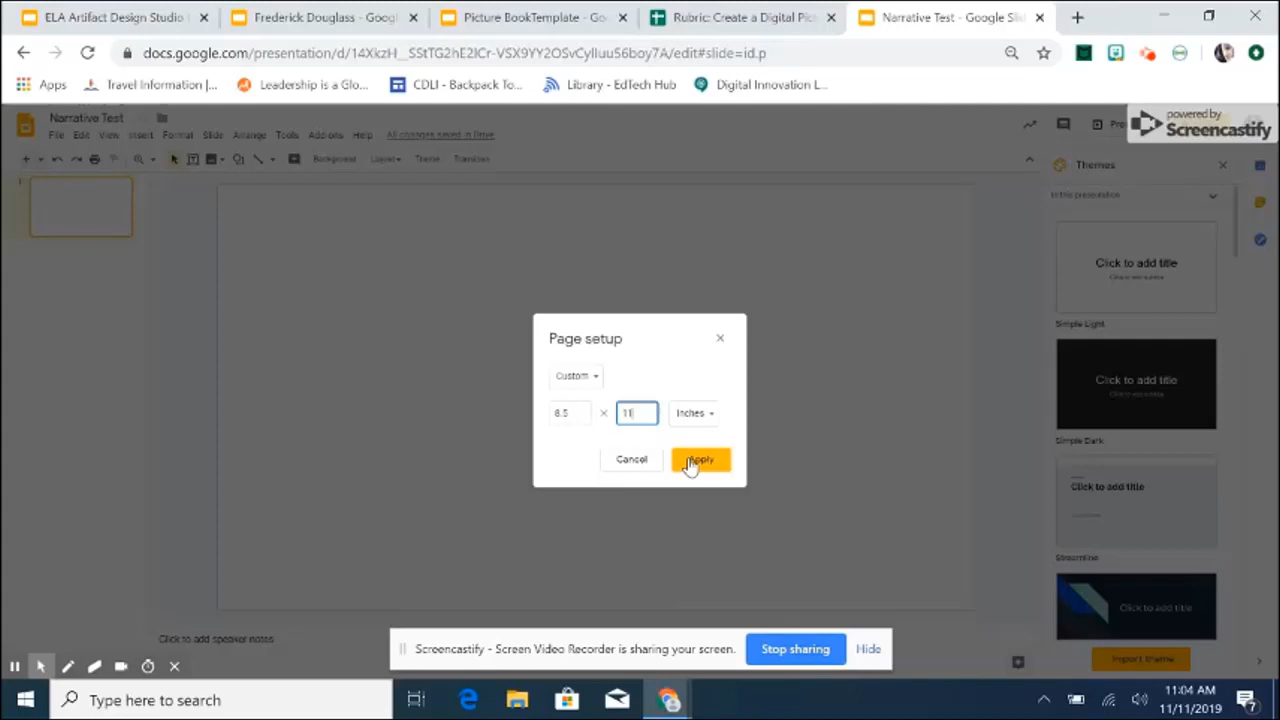 ELA Artifact Design Studio
Frederick Douglass - Googl
Picture BookTemplate - Go
Rubric: Create a Digital Pic
Narrative Test - Google Slid
docs.google.com/presentation/d/14XkzH__SStTG2hE2ICr-VSX9YY2OSvCylluu56boy7A/edit#slide=id.p
Apps
Travel Information |...
Leadership is a Glo...
CDLI - Backpack To...
Library - EdTech Hub
Digital Innovation L...
Narrative Test
powered by
Screencastify
File Edit View Insert Format Slide Arrange Tools Add-ons Help All changes saved in Drive
Background Layout Theme Transition
Themes
In this presentation
1
Click to add title
Simple Light
Page setup
Custom
8.5 × 11 Inches
Cancel Apply
Click to add title
Simple Dark
Click to add title
Streamline
Click to add title
Click to add speaker notes
Screencastify - Screen Video Recorder is sharing your screen. Stop sharing Hide
Import theme
Type here to search
11:04 AM
11/11/2019
7